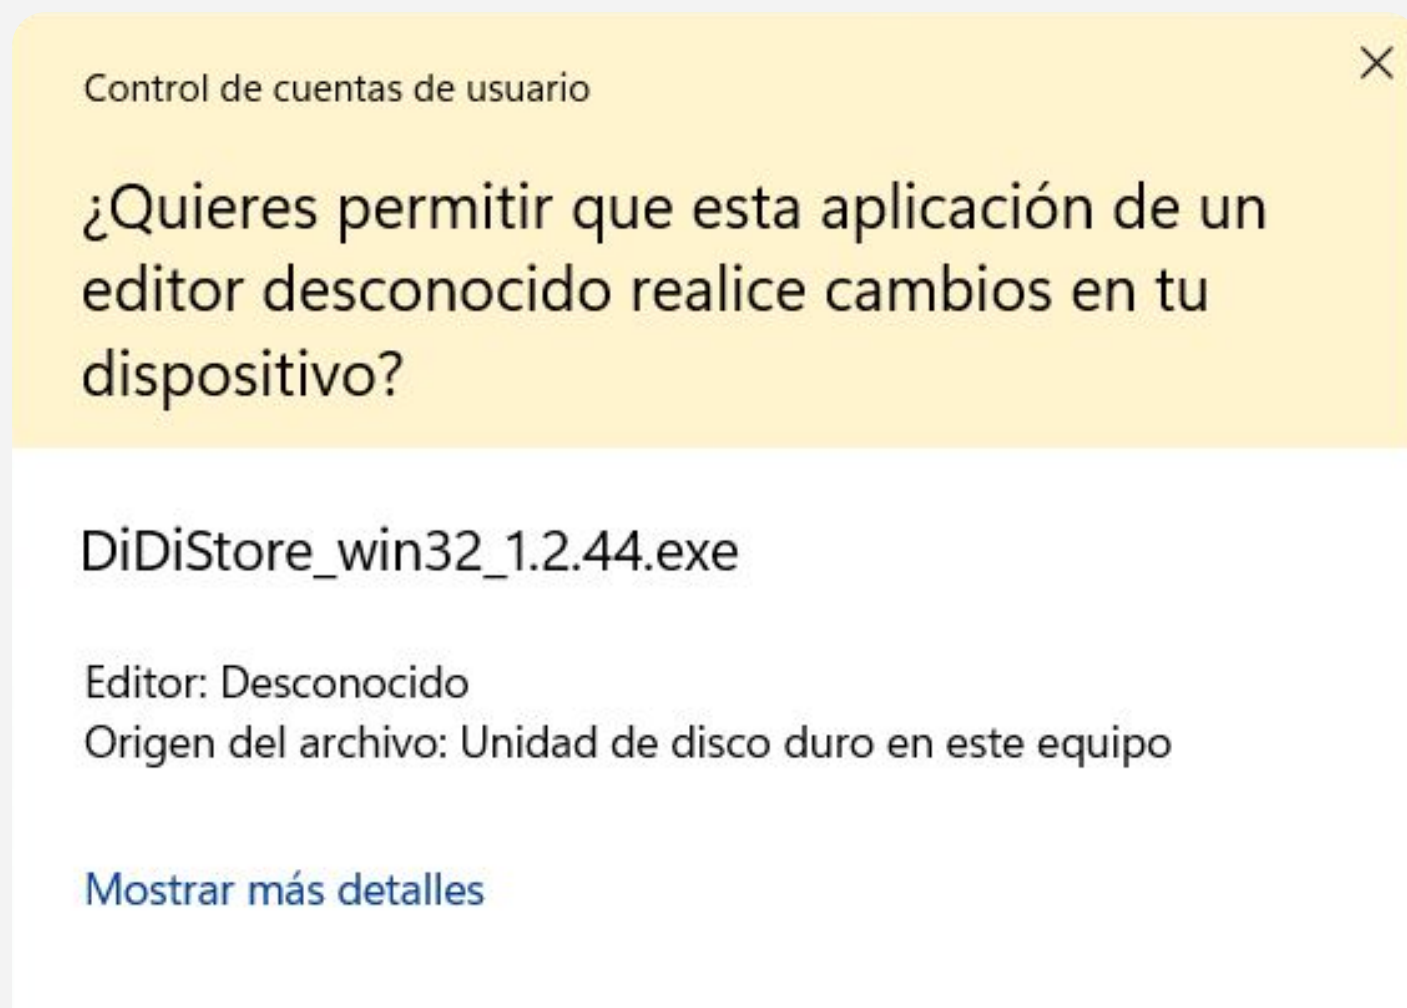 Control de cuentas de usuario
¿Quieres permitir que esta aplicación de un
editor desconocido realice cambios en tu
dispositivo?
DiDiStore_win32_1.2.44.exe
Editor: Desconocido
Origen del archivo: Unidad de disco duro en este equipo
Mostrar más detalles